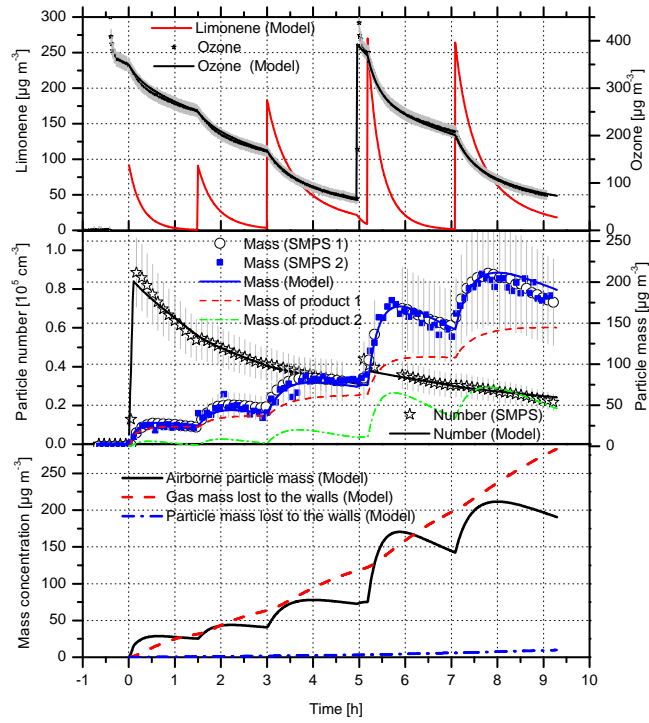 300
250
200
150
100
50
0
Limonene [µg m⁻³]
Limonene (Model)
Ozone
Ozone (Model)
400
300
200
100
0
Ozone [µg m⁻³]
1.0
0.8
0.6
0.4
0.2
0.0
Particle number [10⁵ cm⁻³]
Mass (SMPS 1)
Mass (SMPS 2)
Mass (Model)
Mass of product 1
Mass of product 2
Number (SMPS)
Number (Model)
250
200
150
100
50
0
Particle mass [µg m⁻³]
250
200
150
100
50
0
Mass concentration [µg m⁻³]
Airborne particle mass (Model)
Gas mass lost to the walls (Model)
Particle mass lost to the walls (Model)
-1 0 1 2 3 4 5 6 7 8 9 10
Time [h]